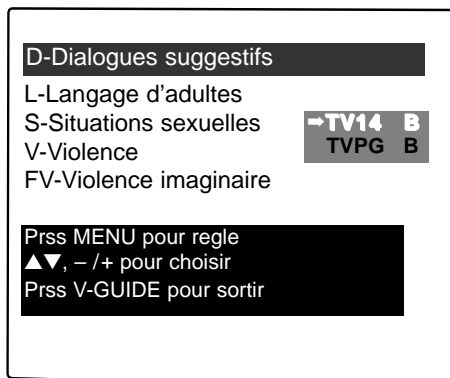 D-Dialogues suggestifs
L-Langage d'adultes
S-Situations sexuelles
➡TV14 B
V-Violence
TVPG B
FV-Violence imaginaire
Prss MENU pour regle
▲▼, – /+ pour choisir
Prss V-GUIDE pour sortir